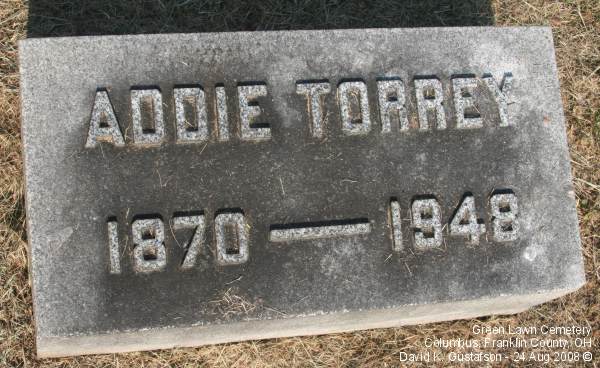 ADDIE TORREY
1870 — 1948
Green Lawn Cemetery
Columbus, Franklin County, OH
David K. Gustafson - 24 Aug 2008 ©